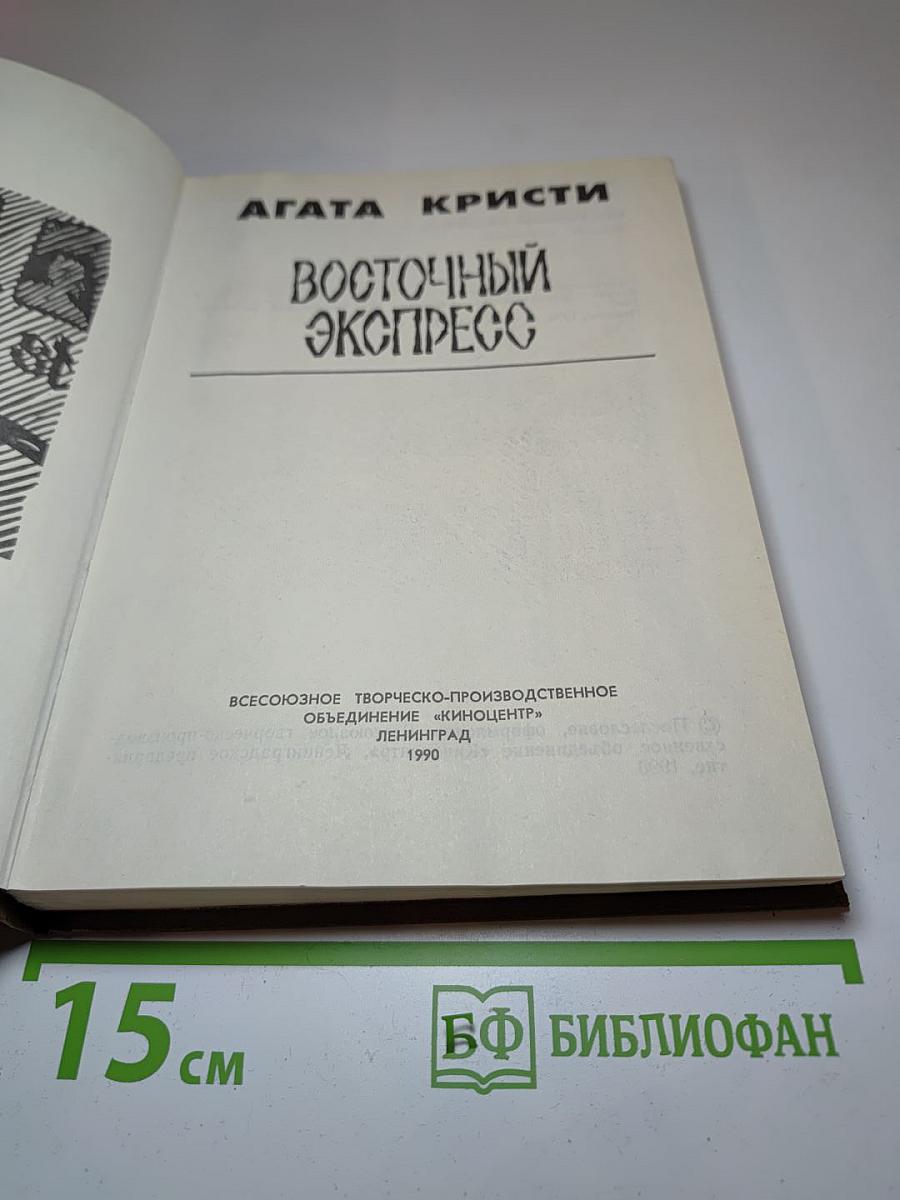 АГАТА КРИСТИ
ВОСТОЧНЫЙ
ЭКСПРЕСС
ВСЕСОЮЗНОЕ ТВОРЧЕСКО-ПРОИЗВОДСТВЕННОЕ
ОБЪЕДИНЕНИЕ «КИНОЦЕНТР»
ЛЕНИНГРАД
1990
15 см
БФ БИБЛИОФАН